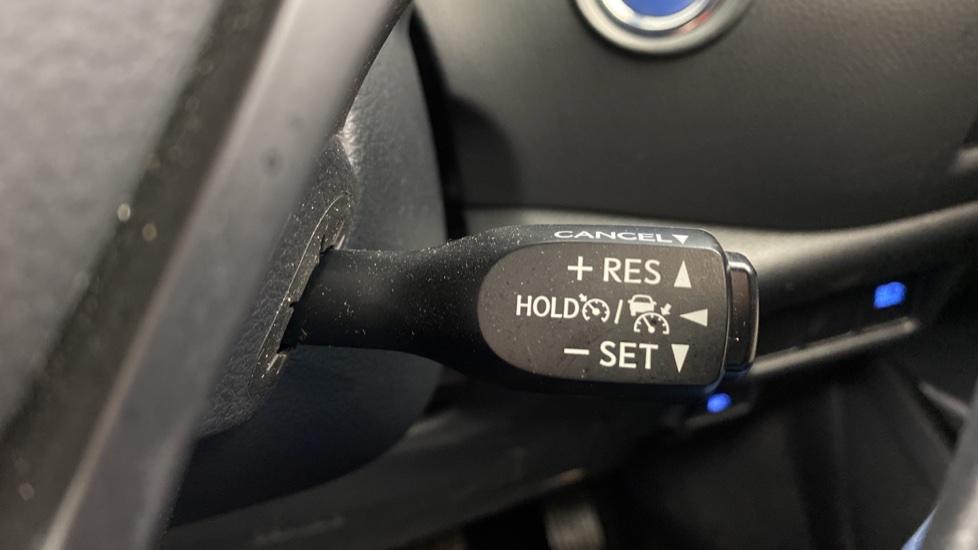 CANCEL▼
+ RES ▲
HOLD / ◀
− SET ▼